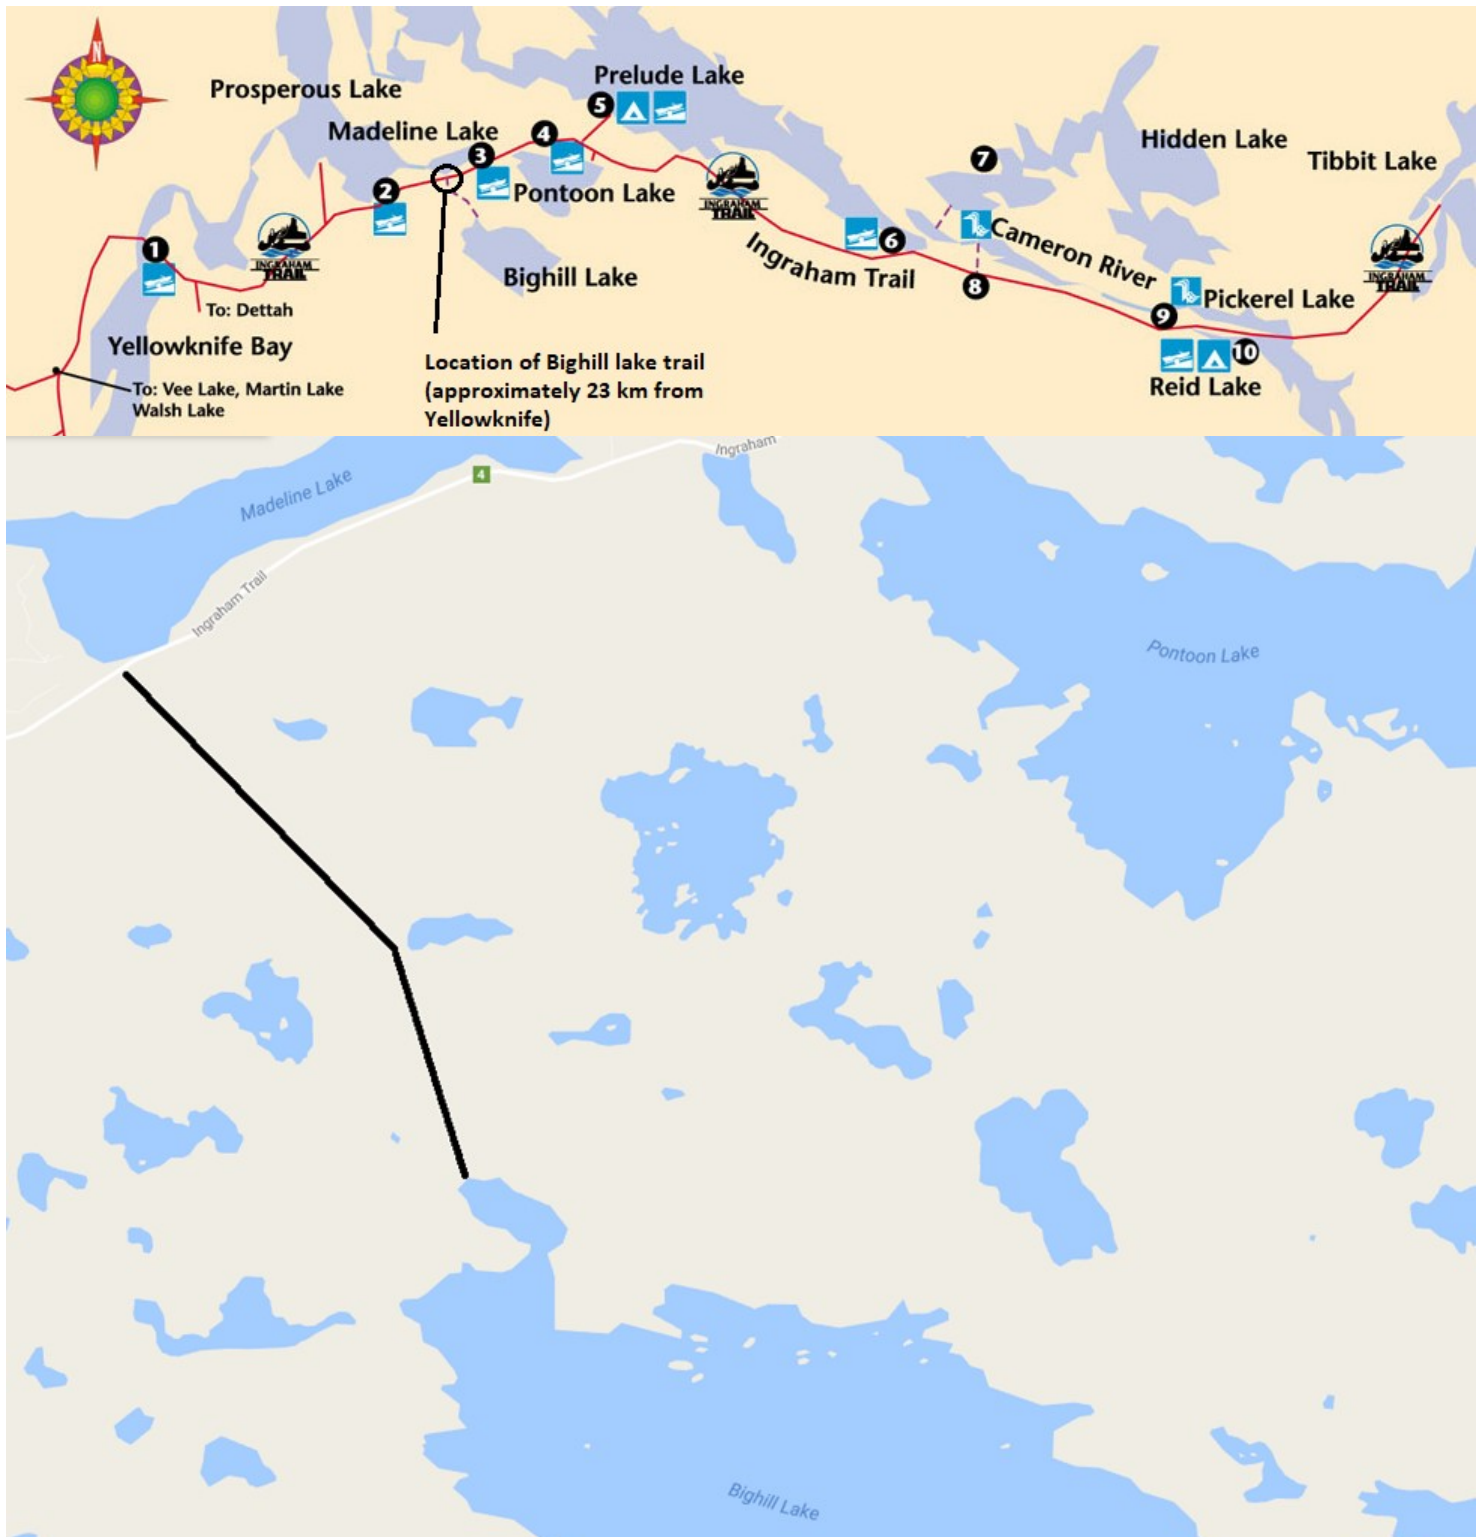 N
Prosperous Lake
Prelude Lake
5
Madeline Lake
4
3
7
Hidden Lake
Tibbit Lake
2
Pontoon Lake
INGRAHAM
TRAIL
1
INGRAHAM
TRAIL
6
Cameron River
INGRAHAM
TRAIL
Ingraham Trail
Bighill Lake
8
To: Dettah
9
Pickerel Lake
Yellowknife Bay
10
Location of Bighill lake trail
(approximately 23 km from
Yellowknife)
To: Vee Lake, Martin Lake
Walsh Lake
Reid Lake
Ingraham
4
Madeline Lake
Ingraham Trail
Pontoon Lake
Bighill Lake